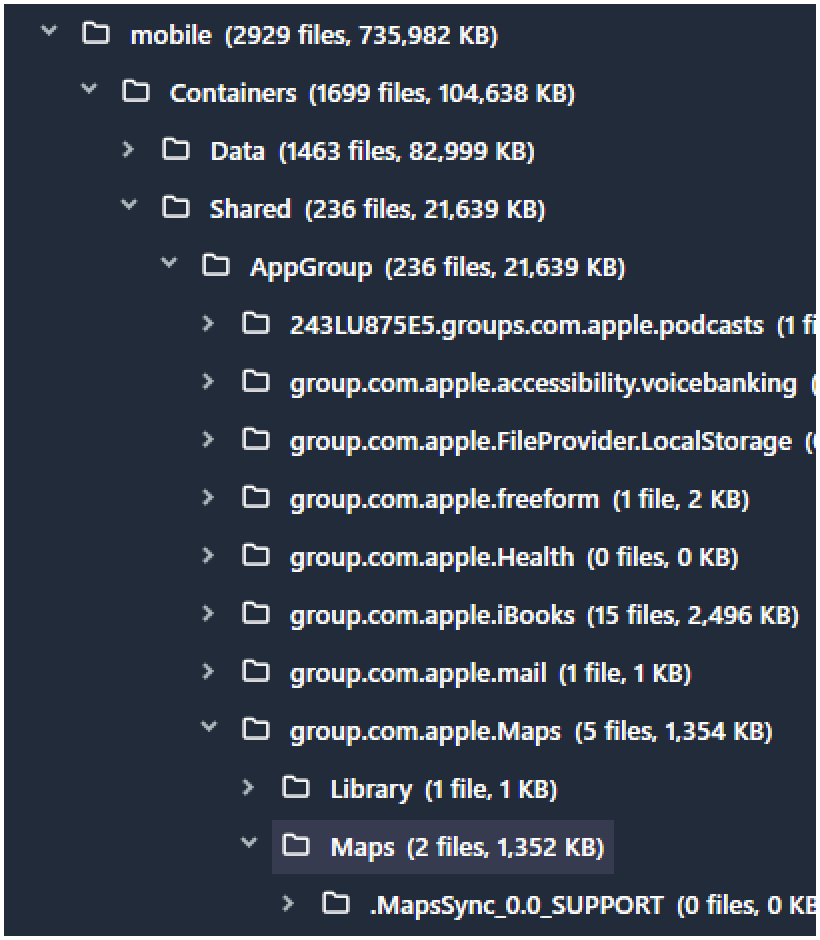 mobile (2929 files, 735,982 KB)
Containers (1699 files, 104,638 KB)
Data (1463 files, 82,999 KB)
Shared (236 files, 21,639 KB)
AppGroup (236 files, 21,639 KB)
243LU875E5.groups.com.apple.podcasts (1 fi
group.com.apple.accessibility.voicebanking (
group.com.apple.FileProvider.LocalStorage (
group.com.apple.freeform (1 file, 2 KB)
group.com.apple.Health (0 files, 0 KB)
group.com.apple.iBooks (15 files, 2,496 KB)
group.com.apple.mail (1 file, 1 KB)
group.com.apple.Maps (5 files, 1,354 KB)
Library (1 file, 1 KB)
Maps (2 files, 1,352 KB)
.MapsSync_0.0_SUPPORT (0 files, 0 KB